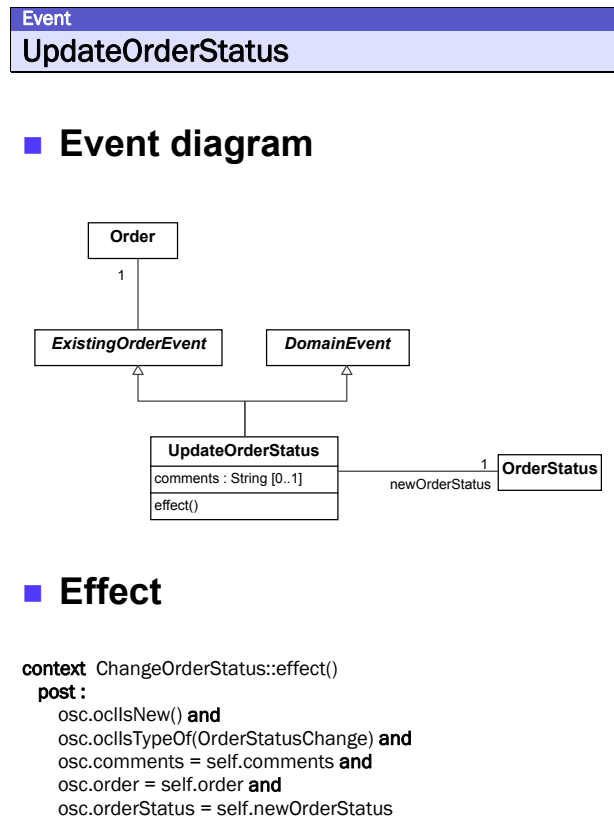 Event
UpdateOrderStatus
Event diagram
Order
1
ExistingOrderEvent
DomainEvent
UpdateOrderStatus
comments : String [0..1]
effect()
1
newOrderStatus
OrderStatus
Effect
context ChangeOrderStatus::effect()
post :
osc.oclIsNew() and
osc.oclIsTypeOf(OrderStatusChange) and
osc.comments = self.comments and
osc.order = self.order and
osc.orderStatus = self.newOrderStatus